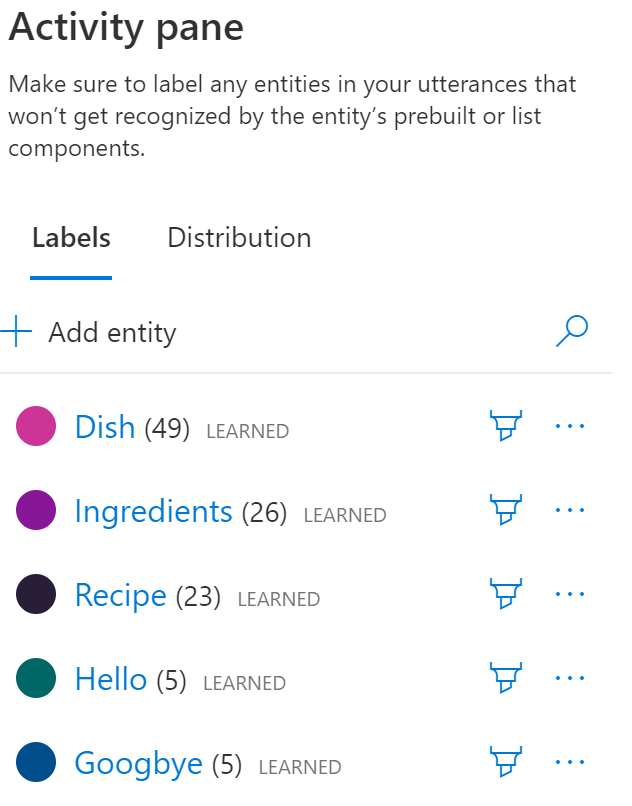 Activity pane
Make sure to label any entities in your utterances that
won’t get recognized by the entity’s prebuilt or list
components.
Labels Distribution
Add entity
Dish (49) LEARNED
Ingredients (26) LEARNED
Recipe (23) LEARNED
Hello (5) LEARNED
Googbye (5) LEARNED